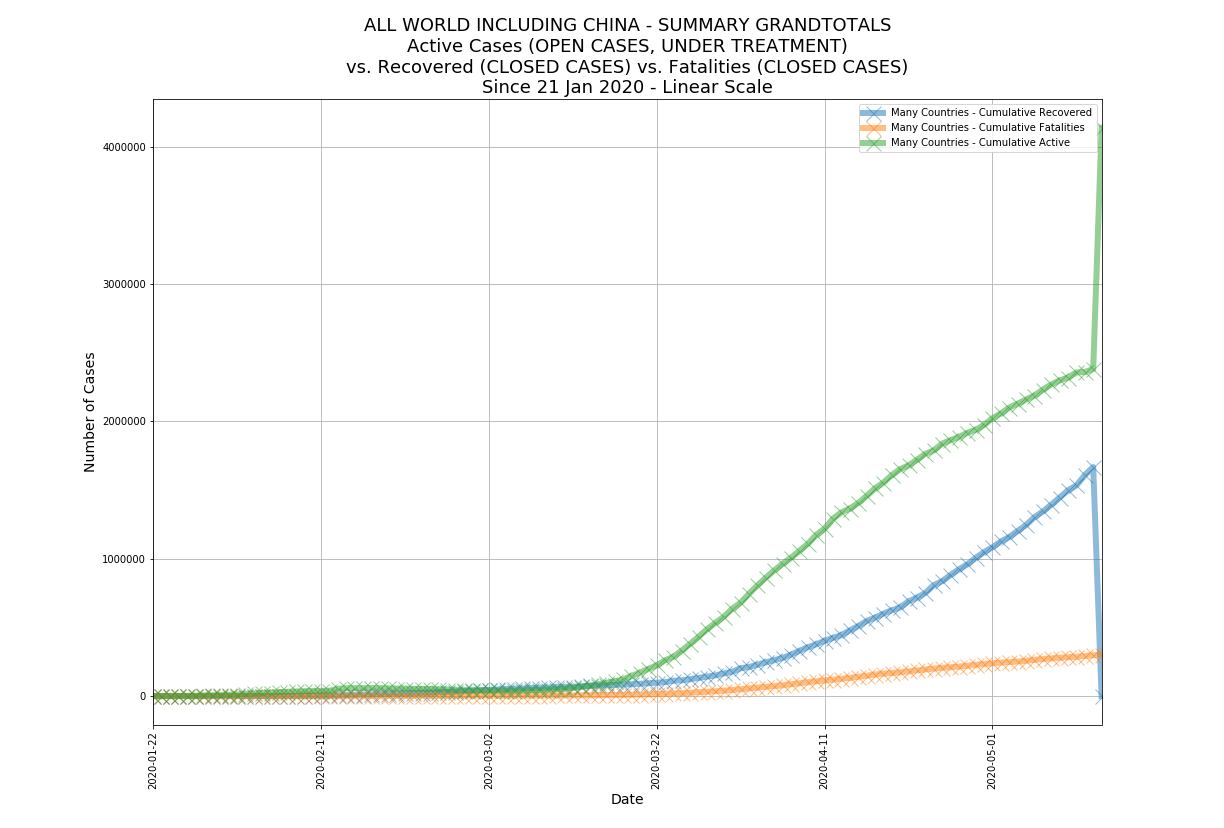 ALL WORLD INCLUDING CHINA - SUMMARY GRANDTOTALS
Active Cases (OPEN CASES, UNDER TREATMENT)
vs. Recovered (CLOSED CASES) vs. Fatalities (CLOSED CASES)
Since 21 Jan 2020 - Linear Scale
Many Countries - Cumulative Recovered
Many Countries - Cumulative Fatalities
Many Countries - Cumulative Active
Number of Cases
4000000
3000000
2000000
1000000
0
2020-01-22
2020-02-11
2020-03-02
2020-03-22
2020-04-11
2020-05-01
Date